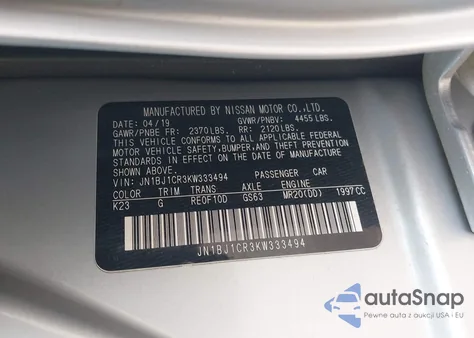 MANUFACTURED BY NISSAN MOTOR CO.,LTD.
DATE: 04/19 GVWR/PNBV: 4455 LBS.
GAWR/PNBE FR: 2370 LBS. RR: 2120 LBS.
THIS VEHICLE CONFORMS TO ALL APPLICABLE FEDERAL
MOTOR VEHICLE SAFETY,BUMPER,AND THEFT PREVENTION
STANDARDS IN EFFECT ON THE DATE OF
MANUFACTURE SHOWN ABOVE.
VIN: JN1BJ1CR3KW333494 PASSENGER CAR
COLOR TRIM TRANS AXLE ENGINE
K23 G RE0F10D GS63 MR20(DD) 1997CC
JN1BJ1CR3KW333494
autoSnap
Pewne auta z aukcji USA - EU